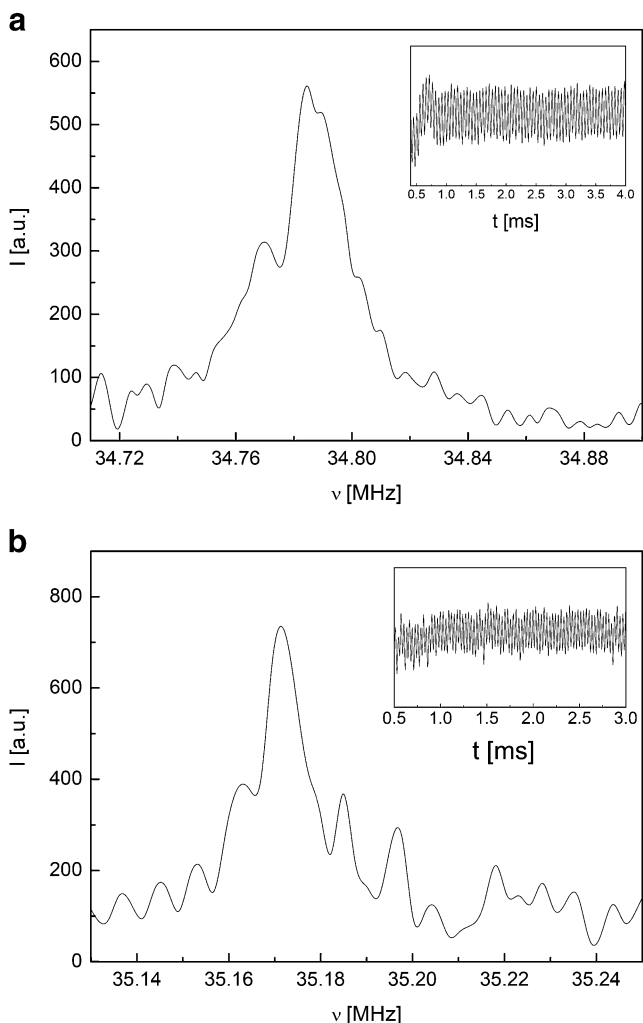 a
600
500
400
300
200
100
0
I [a.u.]
0.5 1.0 1.5 2.0 2.5 3.0 3.5 4.0
t [ms]
34.72 34.76 34.80 34.84 34.88
ν [MHz]
b
800
600
400
200
0
I [a.u.]
0.5 1.0 1.5 2.0 2.5 3.0
t [ms]
35.14 35.16 35.18 35.20 35.22 35.24
ν [MHz]